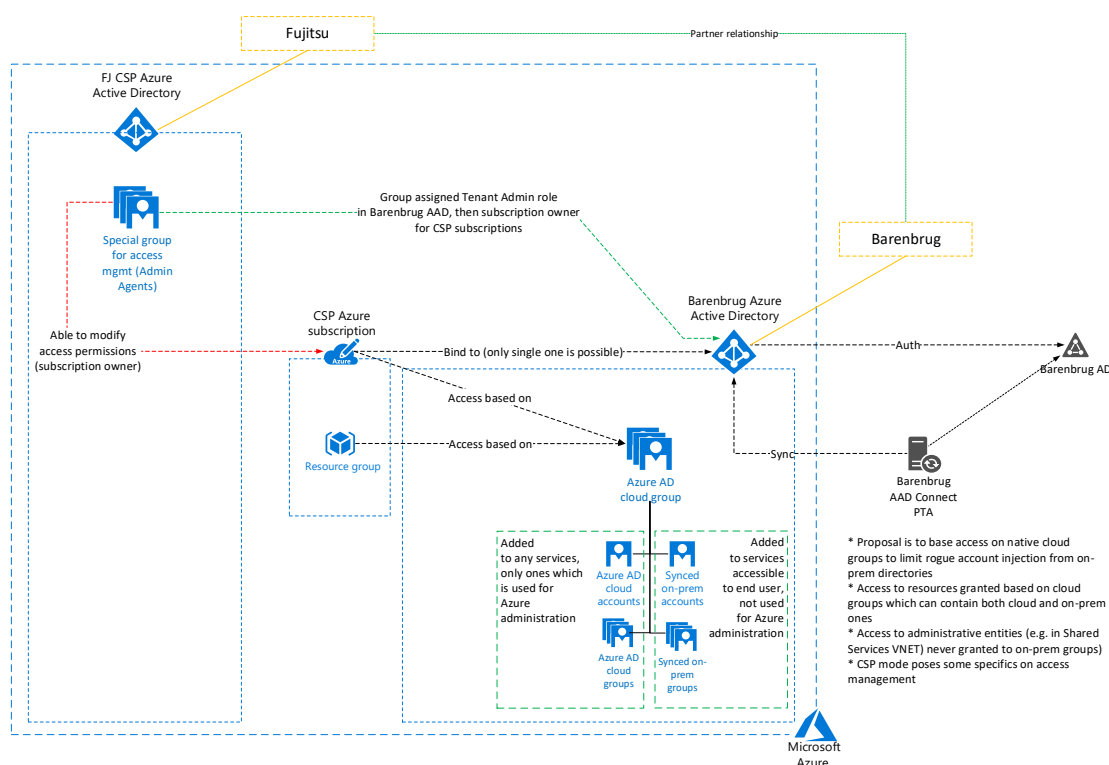 Fujitsu
Partner relationship
FJ CSP Azure
Active Directory
Group assigned Tenant Admin role
in Barenbrug AAD, then subscription owner
for CSP subscriptions
Special group
for access
mgmt (Admin
Agents)
Barenbrug
Barenbrug Azure
Active Directory
CSP Azure
subscription
Able to modify
access permissions
(subscription owner)
Azure
Bind to (only single one is possible)
Auth
Barenbrug AD
Access based on
Access based on
Resource group
Azure AD
cloud group
Sync
Barenbrug
AAD Connect
PTA
Added
to any services,
only ones which
is used for
Azure
administration
Azure AD
cloud accounts
Azure AD
cloud groups
Synced
on-prem
accounts
Synced on-
prem
groups
Added
to services
accessible
to end user,
not used
for Azure
administration
* Proposal is to base access on native cloud
groups to limit rogue account injection from on-
prem directories
* Access to resources granted based on cloud
groups which can contain both cloud and on-prem
ones
* Access to administrative entities (e.g. in Shared
Services VNET) never granted to on-prem groups)
* CSP mode poses some specifics on access
management
Microsoft
Azure